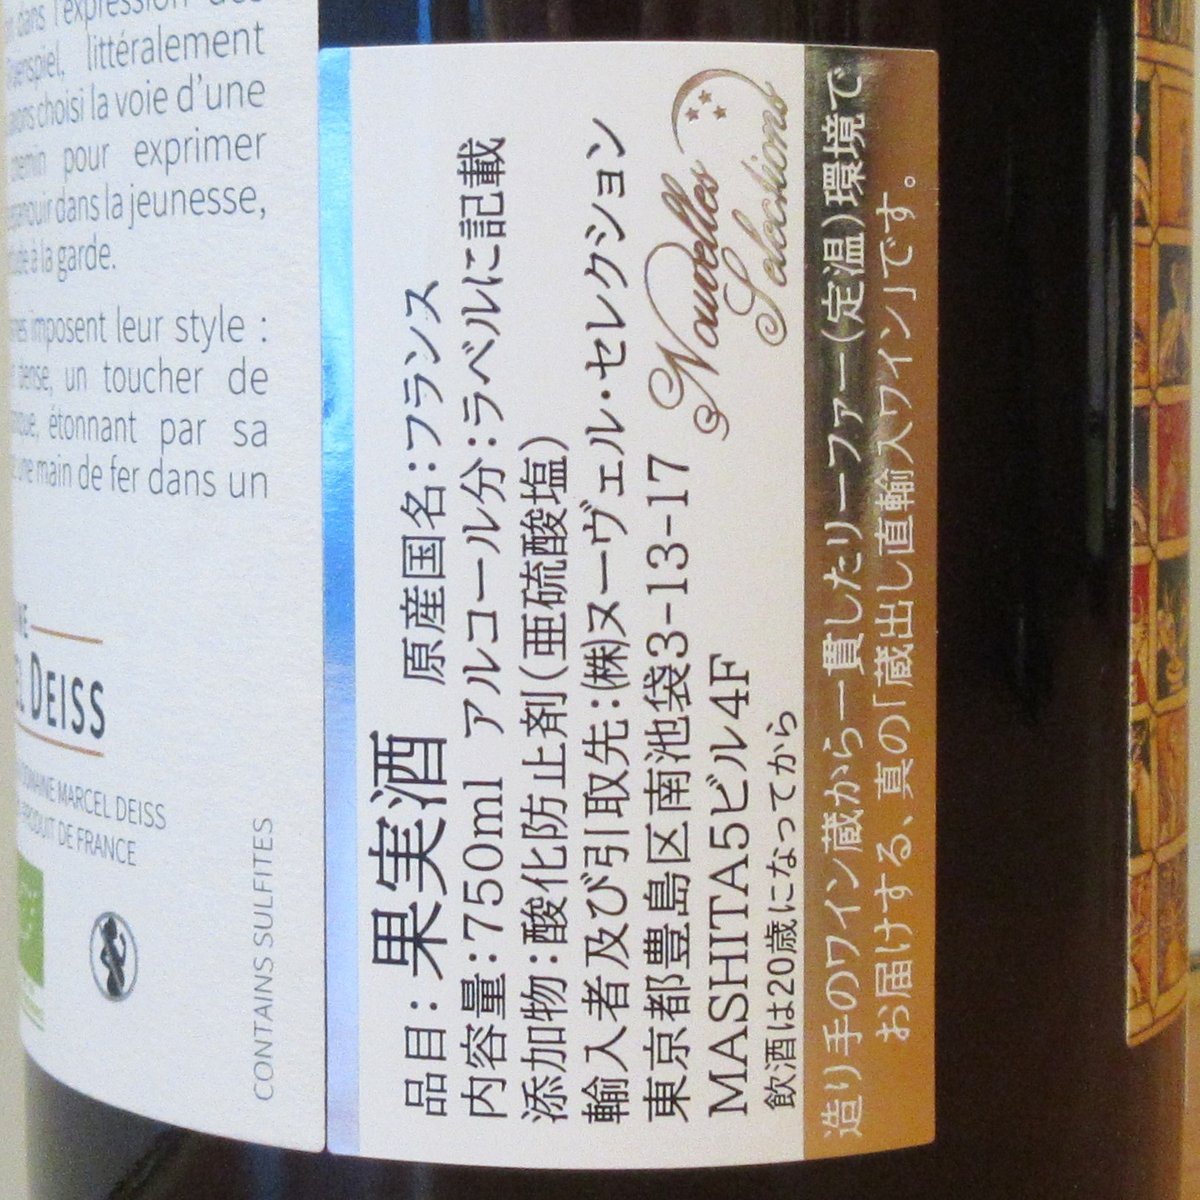 dans l'expression des
littéralement
choisi la voie d'une
pour exprimer
dans la jeunesse,
à la garde.
imposent leur style :
dense, un toucher de
étonnant par sa
main de fer dans un
DEISS
DOMAINE MARCEL DEISS
PRODUIT DE FRANCE
CONTAINS SULFITES
品目:果実酒 原産国名:フランス
内容量:750ml アルコール分:ラベルに記載
添加物:酸化防止剤(亜硫酸塩)
輸入者及び引取先:㈱ヌーヴェル・セレクション
東京都豊島区南池袋3-13-17
MASHITA5ビル4F
飲酒は20歳になってから
Nouvelles
Selections
造り手のワイン蔵から一貫したリーファー(定温)環境で
お届けする、真の「蔵出し直輸入ワイン」です。